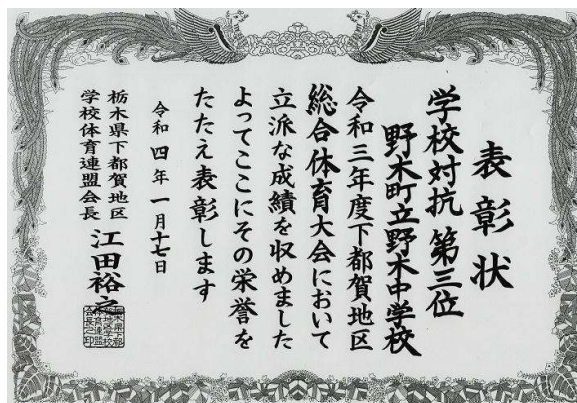 表彰状
学校対抗 第三位
野木町立野木中学校
令和三年度下都賀地区
総合体育大会において
立派な成績を収めました
よってここにその栄誉を
たたえ表彰します
令和四年一月十七日
栃木県下都賀地区
学校体育連盟会長 江田裕之